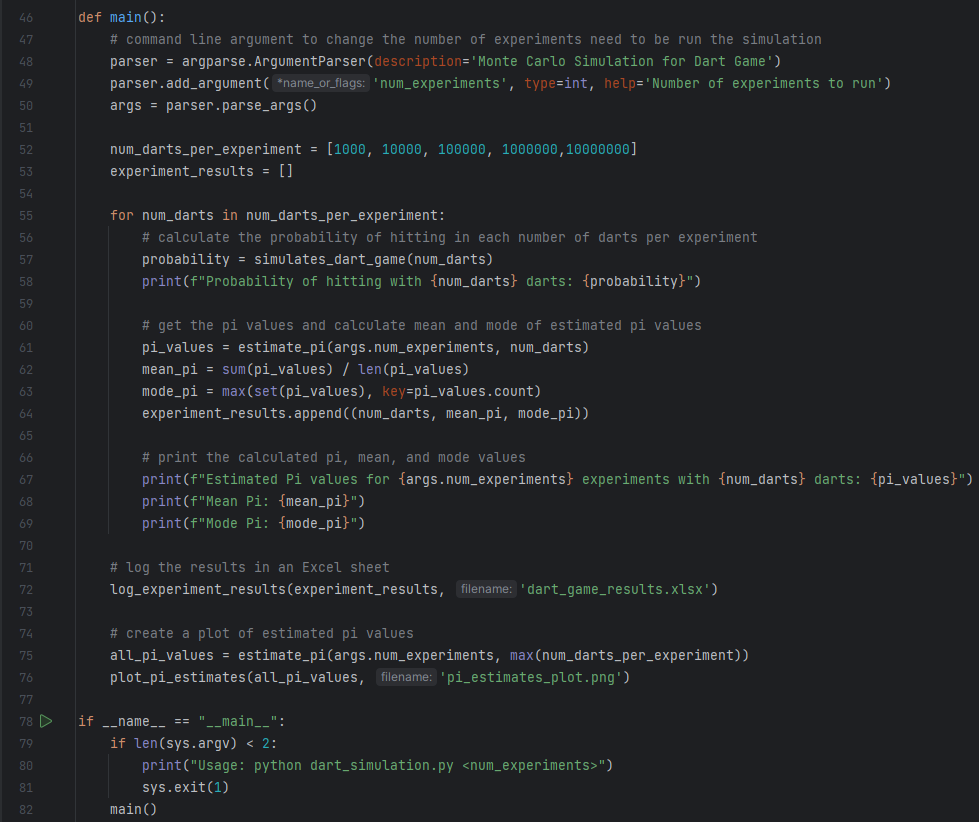 46 def main():
47     # command line argument to change the number of experiments need to be run the simulation
48     parser = argparse.ArgumentParser(description='Monte Carlo Simulation for Dart Game')
49     parser.add_argument( *name_or_flags: 'num_experiments', type=int, help='Number of experiments to run')
50     args = parser.parse_args()
51
52     num_darts_per_experiment = [1000, 10000, 100000, 1000000,10000000]
53     experiment_results = []
54
55     for num_darts in num_darts_per_experiment:
56         # calculate the probability of hitting in each number of darts per experiment
57         probability = simulates_dart_game(num_darts)
58         print(f"Probability of hitting with {num_darts} darts: {probability}")
59
60         # get the pi values and calculate mean and mode of estimated pi values
61         pi_values = estimate_pi(args.num_experiments, num_darts)
62         mean_pi = sum(pi_values) / len(pi_values)
63         mode_pi = max(set(pi_values), key=pi_values.count)
64         experiment_results.append((num_darts, mean_pi, mode_pi))
65
66         # print the calculated pi, mean, and mode values
67         print(f"Estimated Pi values for {args.num_experiments} experiments with {num_darts} darts: {pi_values}")
68         print(f"Mean Pi: {mean_pi}")
69         print(f"Mode Pi: {mode_pi}")
70
71     # log the results in an Excel sheet
72     log_experiment_results(experiment_results, filename: 'dart_game_results.xlsx')
73
74     # create a plot of estimated pi values
75     all_pi_values = estimate_pi(args.num_experiments, max(num_darts_per_experiment))
76     plot_pi_estimates(all_pi_values, filename: 'pi_estimates_plot.png')
77
78 if __name__ == "__main__":
79     if len(sys.argv) < 2:
80         print("Usage: python dart_simulation.py <num_experiments>")
81         sys.exit(1)
82     main()